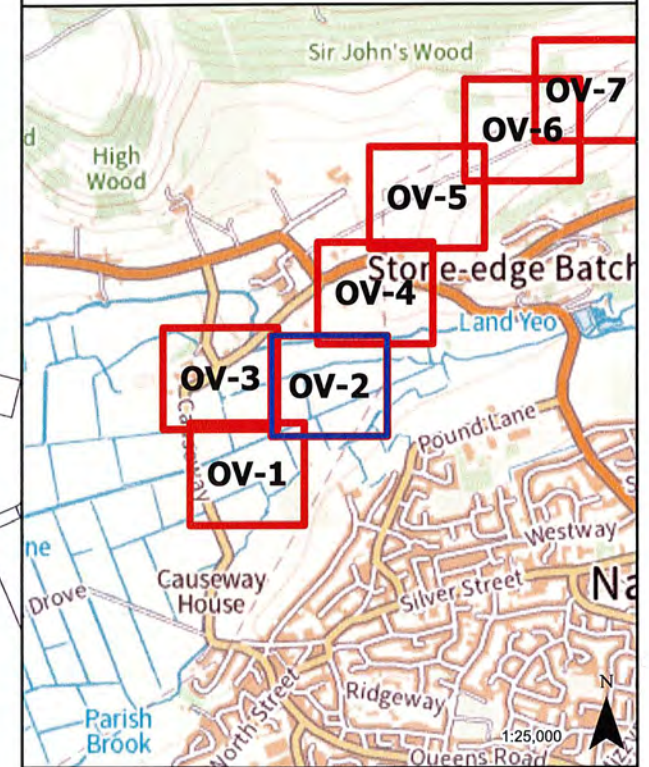 Sir John's Wood
OV-7
OV-6
d
High
Wood
OV-5
Stone-edge Batch
OV-4
Land Yeo
OV-3
OV-2
Causeway
Pound Lane
OV-1
Westway
ne
Causeway
House
Drove
Silver Street
Na
Ridgeway
N
North Street
Parish
Brook
1:25,000
Queens Road